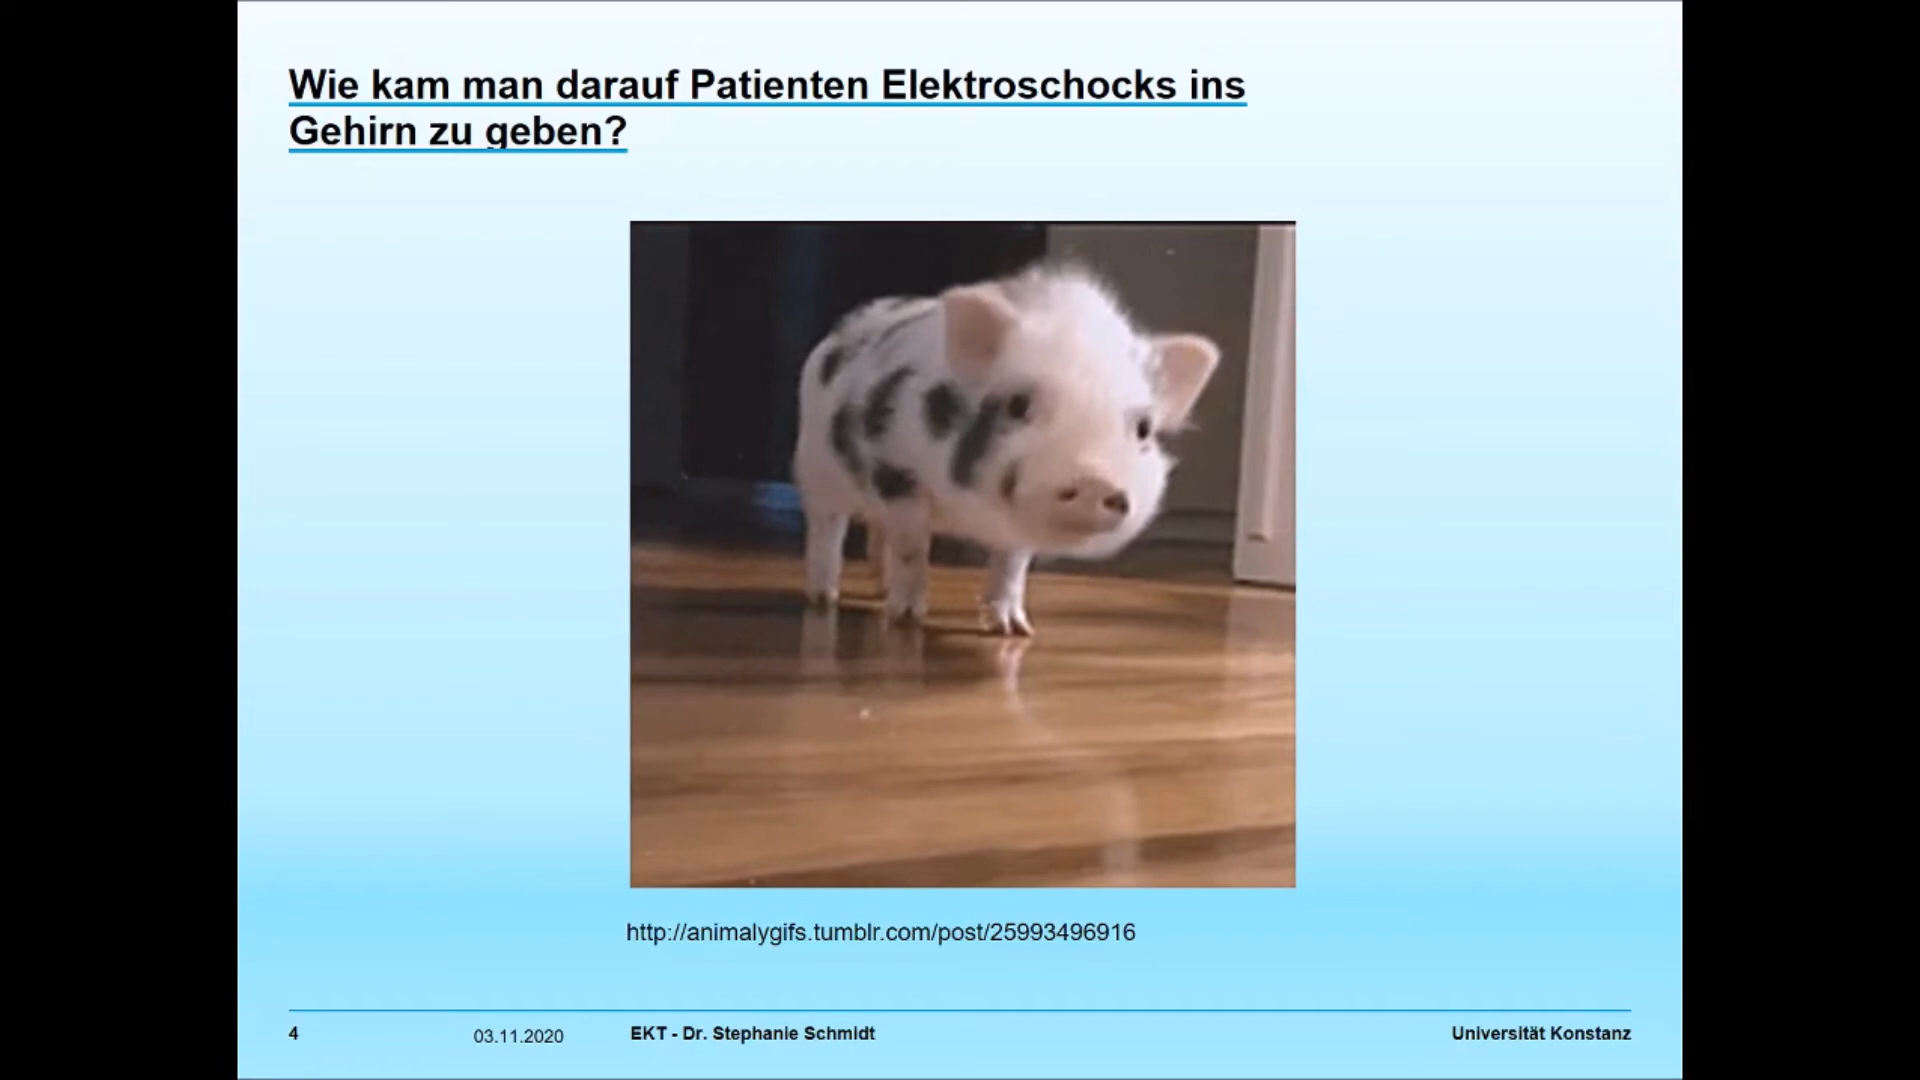 Wie kam man darauf Patienten Elektroschocks ins
Gehirn zu geben?
http://animalygifs.tumblr.com/post/25993496916
4
03.11.2020
EKT - Dr. Stephanie Schmidt
Universität Konstanz